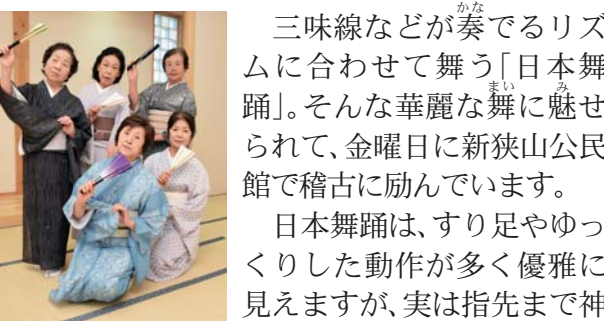 三味線などが奏でるリズ
ムに合わせて舞う「日本舞
踊」。そんな華麗な舞に魅せ
られて、金曜日に新狭山公民
館で稽古に励んでいます。
日本舞踊は、すり足やゆっ
くりした動作が多く優雅に
見えますが、実は指先まで神